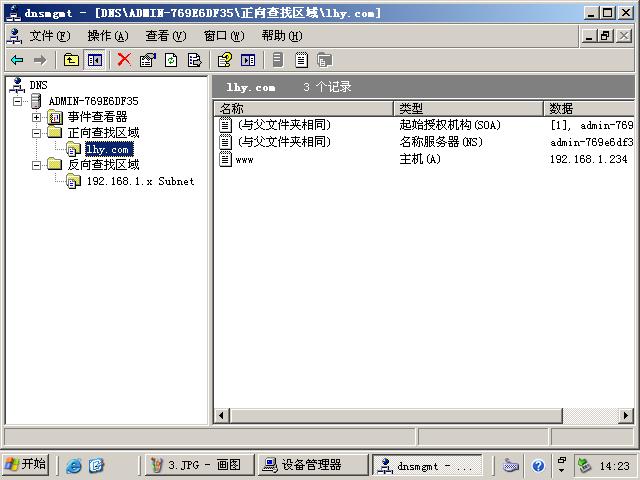 dnsmgmt - [DNS\ADMIN-769E6DF35\正向查找区域\lhy.com]
文件(F) 操作(A) 查看(V) 窗口(W) 帮助(H)
DNS
ADMIN-769E6DF35
事件查看器
正向查找区域
lhy.com
反向查找区域
192.168.1.x Subnet
lhy.com 3 个记录
名称 类型 数据
(与父文件夹相同) 起始授权机构(SOA) [1], admin-769
(与父文件夹相同) 名称服务器(NS) admin-769e6df3
www 主机(A) 192.168.1.234
开始 3.JPG - 画图 设备管理器 dnsmgmt - ... 14:23